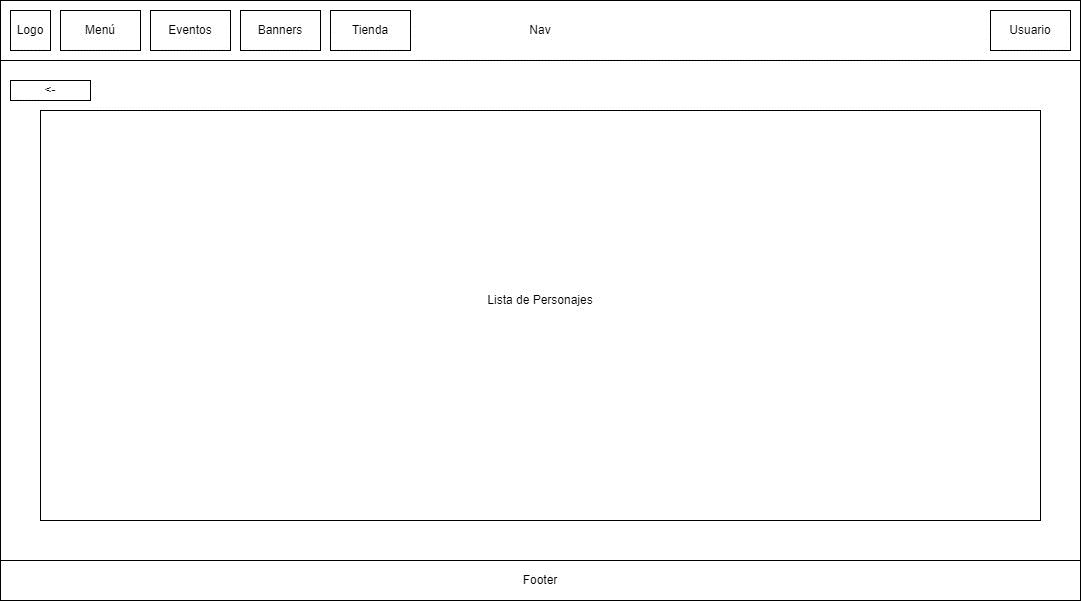 Logo
Menú
Eventos
Banners
Tienda
Nav
Usuario
<-
Lista de Personajes
Footer